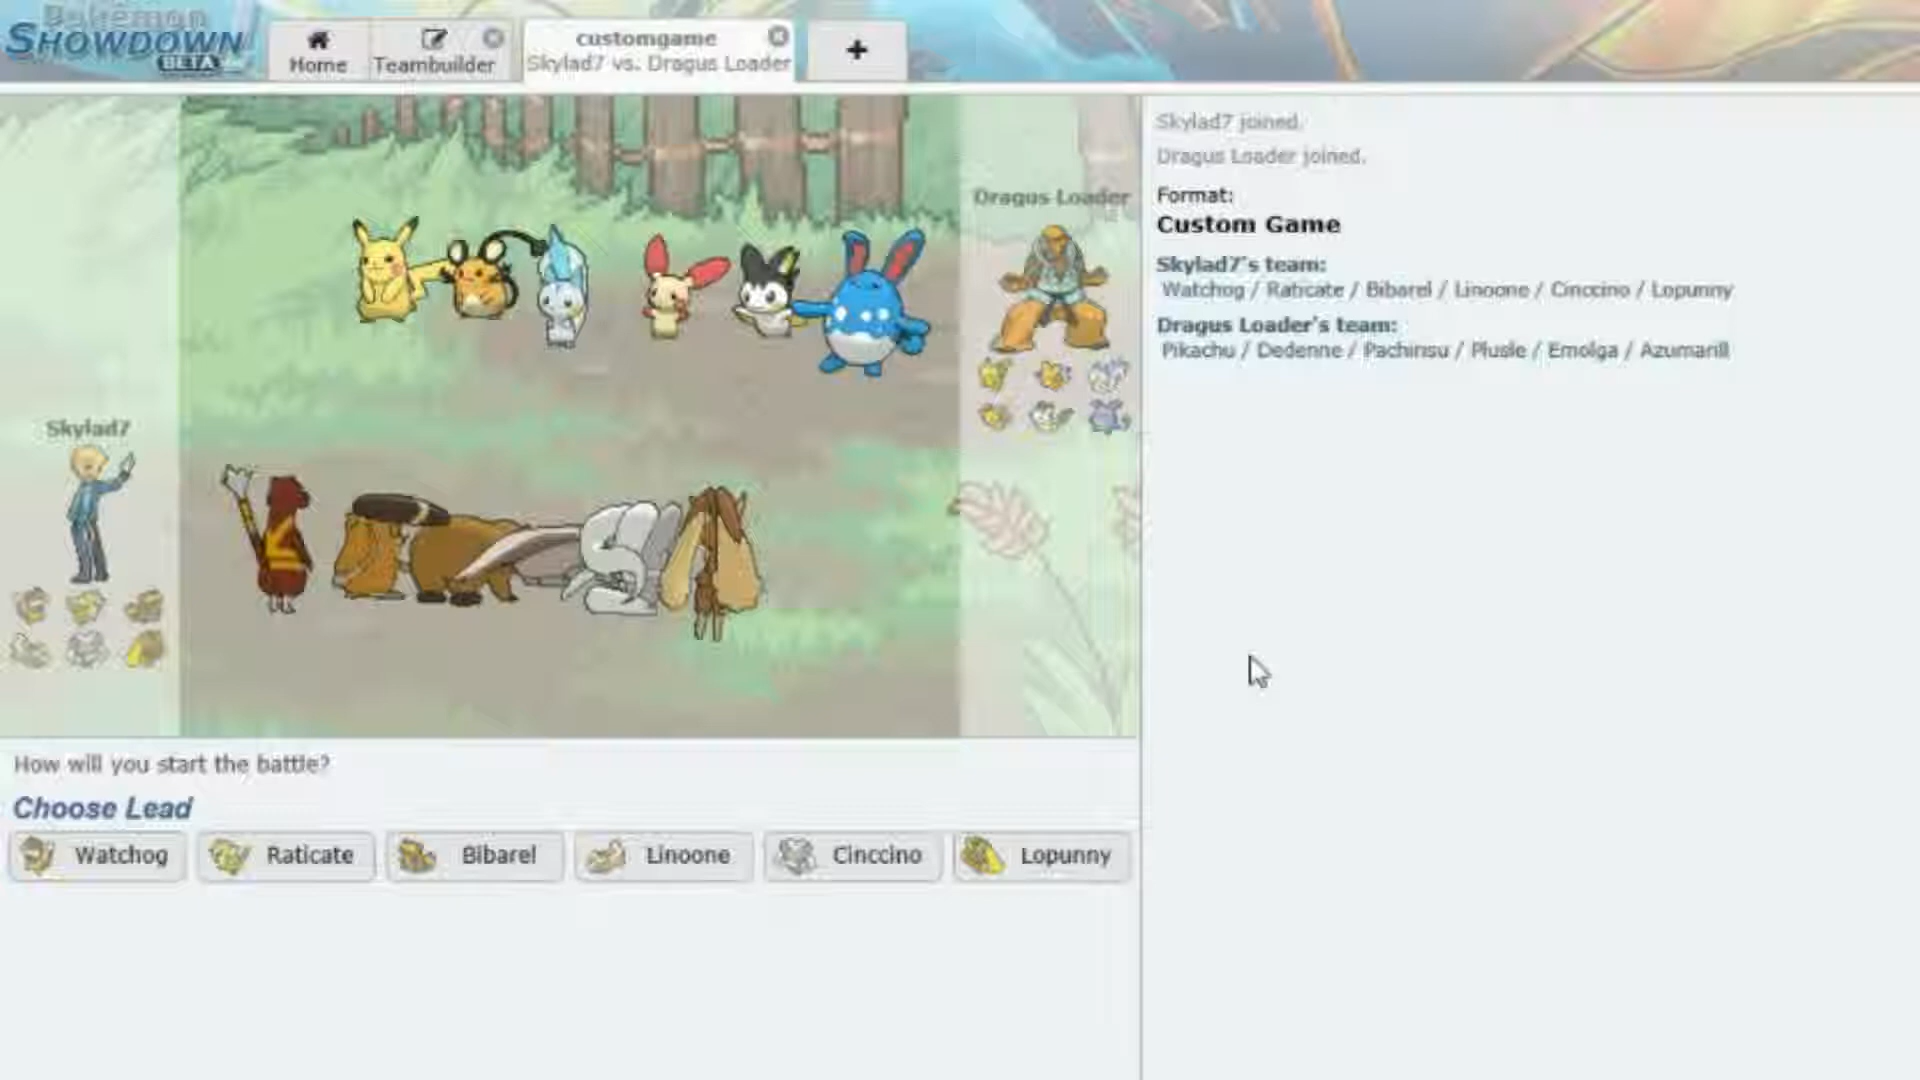 Pokémon
SHOWDOWN
BETA
Home
Teambuilder
customgame
Skylad7 vs. Dragus Loader
+
Skylad7 joined.
Dragus Loader joined.
Format:
Custom Game
Skylad7's team:
Watchog / Raticate / Bibarel / Linoone / Cinccino / Lopunny
Dragus Loader's team:
Pikachu / Dedenne / Pachirisu / Plusle / Emolga / Azumarill
Dragus Loader
Skylad7
How will you start the battle?
Choose Lead
Watchog
Raticate
Bibarel
Linoone
Cinccino
Lopunny